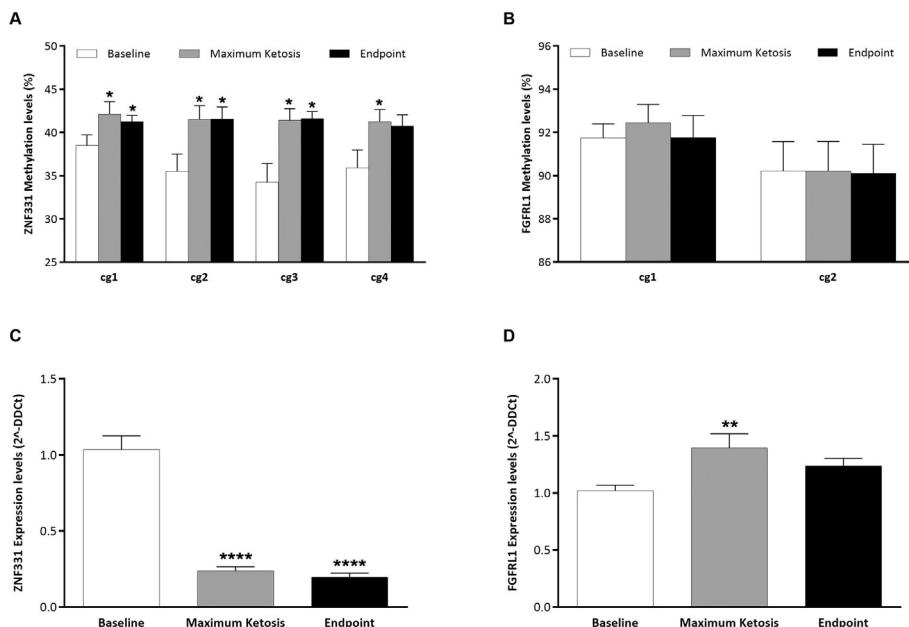 A
ZNF331 Methylation levels (%)
50
45
40
35
30
25
Baseline Maximum Ketosis Endpoint
* * * * * * *
cg1 cg2 cg3 cg4
B
FGFRL1 Methylation levels (%)
96
94
92
90
88
86
Baseline Maximum Ketosis Endpoint
cg1 cg2
C
ZNF331 Expression levels (2^-DDCt)
1.5
1.0
0.5
0.0
**** ****
Baseline Maximum Ketosis Endpoint
D
FGFRL1 Expression levels (2^-DDCt)
2.0
1.5
1.0
0.5
0.0
**
Baseline Maximum Ketosis Endpoint